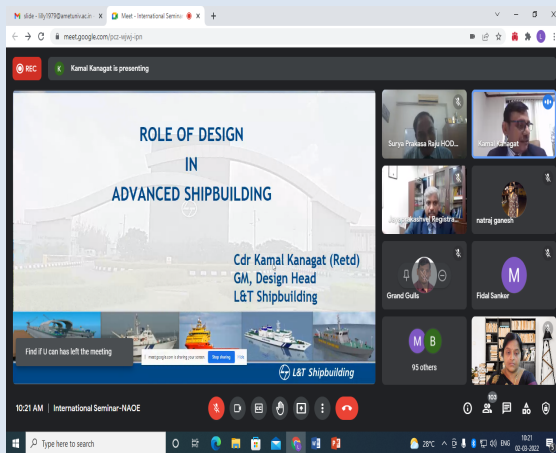 slide - lilly1979@ametuniv.ac.in
Meet - International Semina
meet.google.com/pcz-wjwj-ipn
REC
K
Kamal Kanagat is presenting
ROLE OF DESIGN
IN
ADVANCED SHIPBUILDING
Cdr Kamal Kanagat (Retd)
GM, Design Head
L&T Shipbuilding
L&T Shipbuilding
Find if U can has left the meeting
meet.google.com is sharing your screen.
Stop sharing
Hide
Surya Prakasa Raju HOD...
Kamal Kanagat
Registra...
natraj ganesh
Grand Gulls
M
Fidal Sanker
M B
95 others
10:21 AM | International Seminar-NAOE
103
Type here to search
28°C
ENG
10:21
02-03-2022